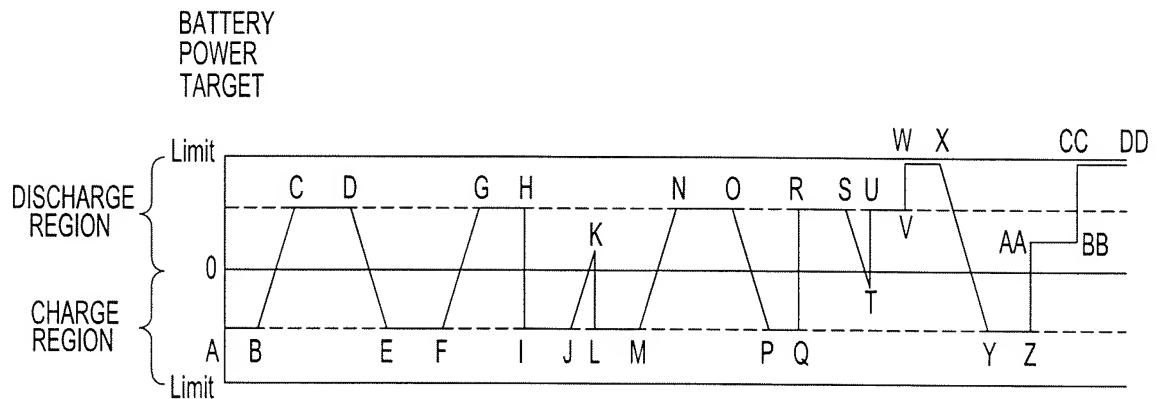 BATTERY
POWER
TARGET
W X CC DD
Limit
C D G H N O R S U
DISCHARGE
REGION
K V AA BB
0
T
CHARGE
REGION
A B E F I J L M P Q Y Z
Limit